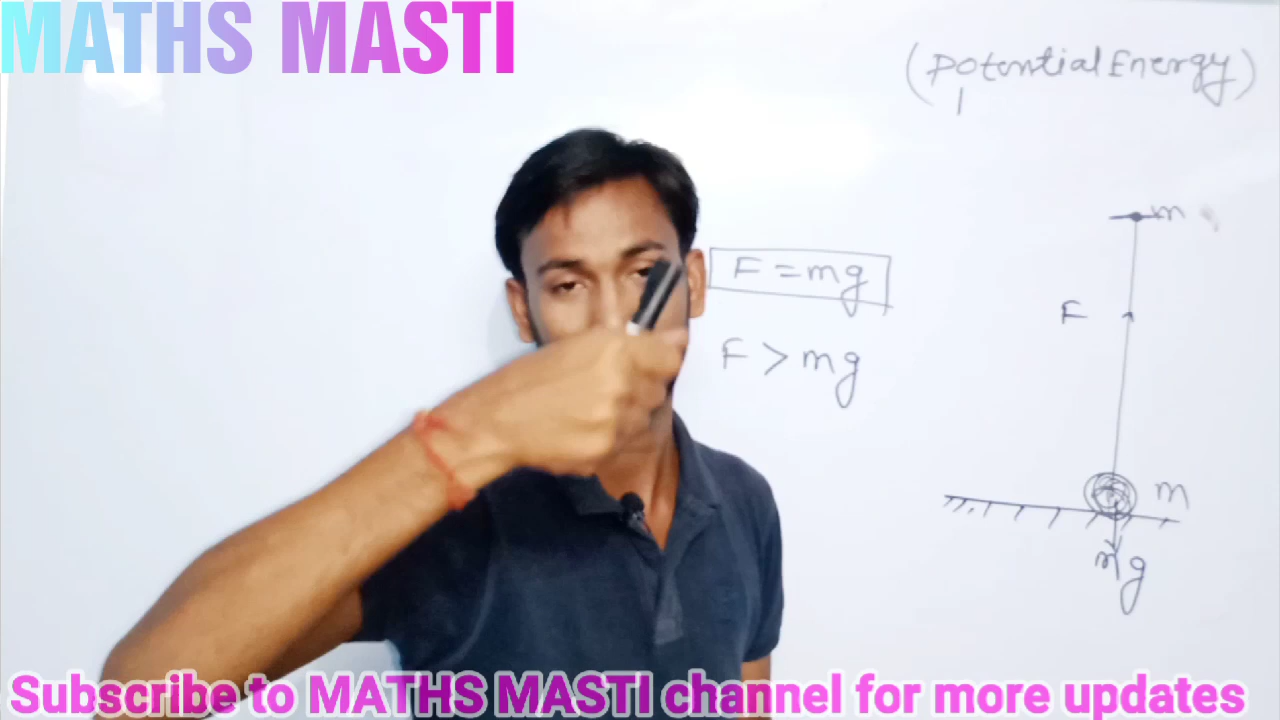 MATHS MASTI
(Potential Energy)
m
F = mg
F
F > mg
m
mg
Subscribe to MATHS MASTI channel for more updates